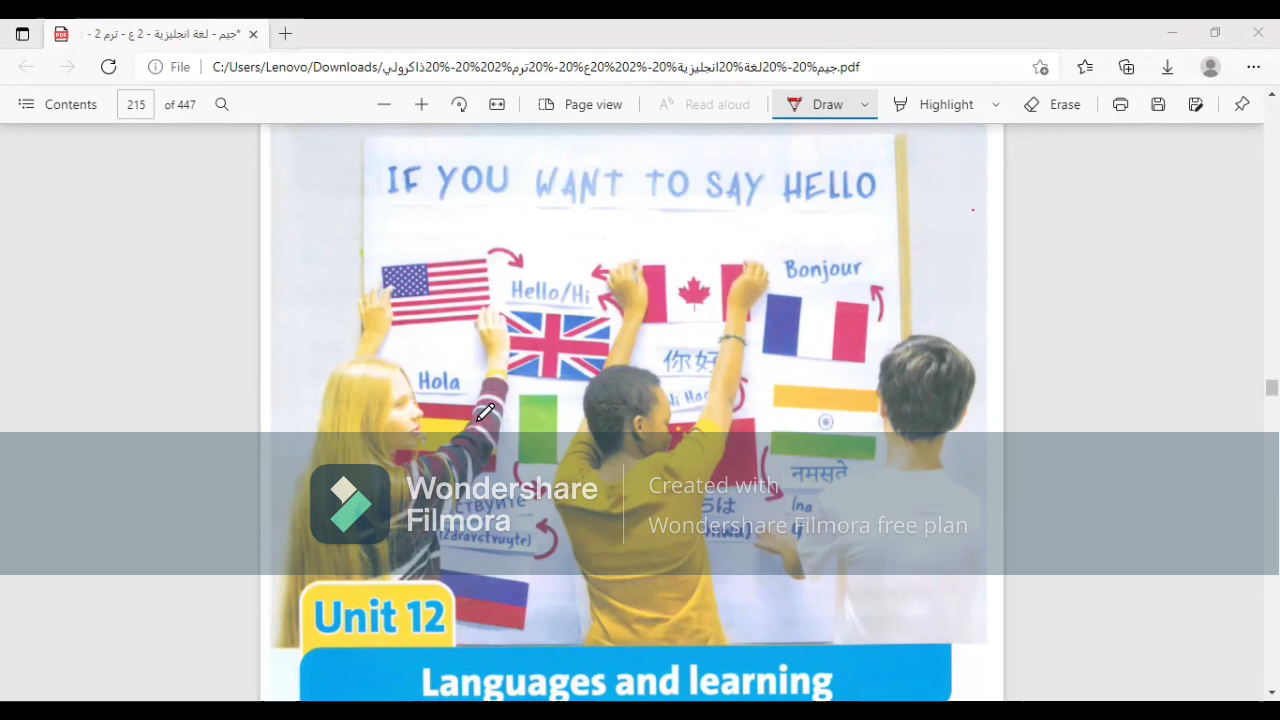 *جيم - لغة انجليزية - 2 ع - ترم 2 -
File
C:/Users/Lenovo/Downloads/جيم%20-%20لغة%20انجليزية%20-%202ع%20-%20ترم%202%20-%20ذاكرولي.pdf
Contents
215 of 447
Page view
Read aloud
Draw
Highlight
Erase
IF YOU WANT TO SAY HELLO
Bonjour
Hello/Hi
你好
Hola
नमसते
Wondershare
Filmora
Created with
Wondershare Filmora free plan
(Zdravstvuyte)
Unit 12
Languages and learning